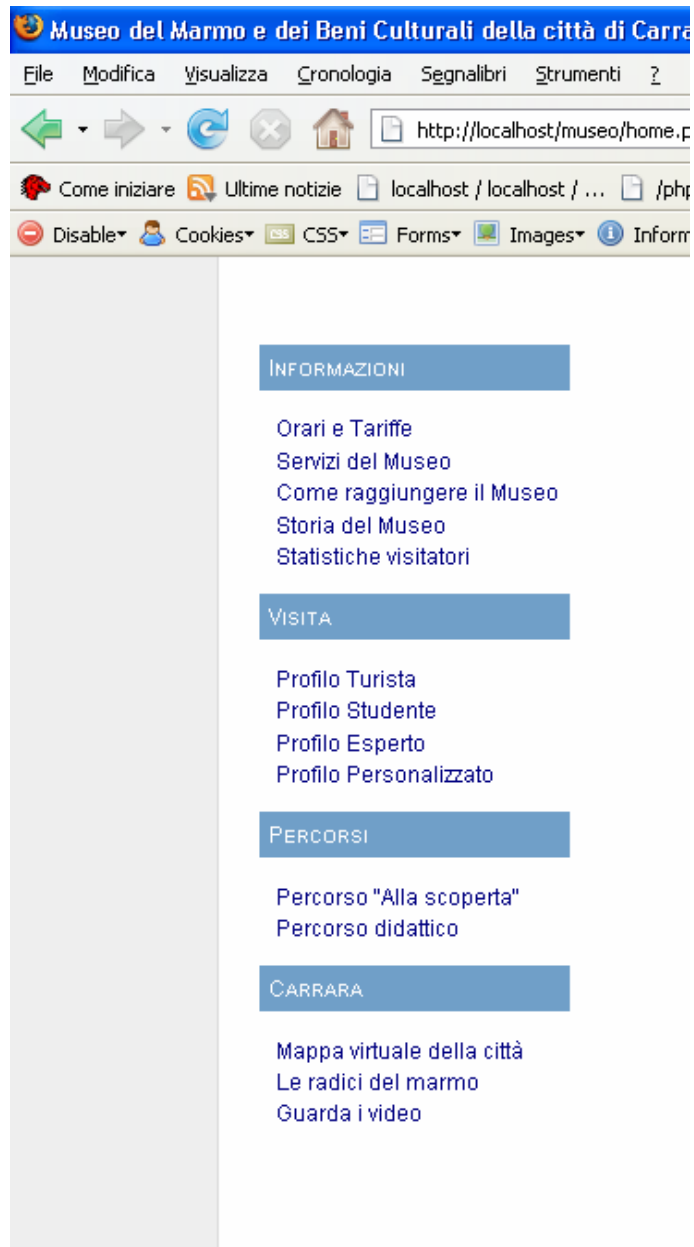 Museo del Marmo e dei Beni Culturali della città di Carra
File Modifica Visualizza Cronologia Segnalibri Strumenti ?
http://localhost/museo/home.p
Come iniziare Ultime notizie localhost / localhost / ... /php
Disable Cookies CSS Forms Images Inform
INFORMAZIONI
Orari e Tariffe
Servizi del Museo
Come raggiungere il Museo
Storia del Museo
Statistiche visitatori
VISITA
Profilo Turista
Profilo Studente
Profilo Esperto
Profilo Personalizzato
PERCORSI
Percorso "Alla scoperta"
Percorso didattico
CARRARA
Mappa virtuale della città
Le radici del marmo
Guarda i video